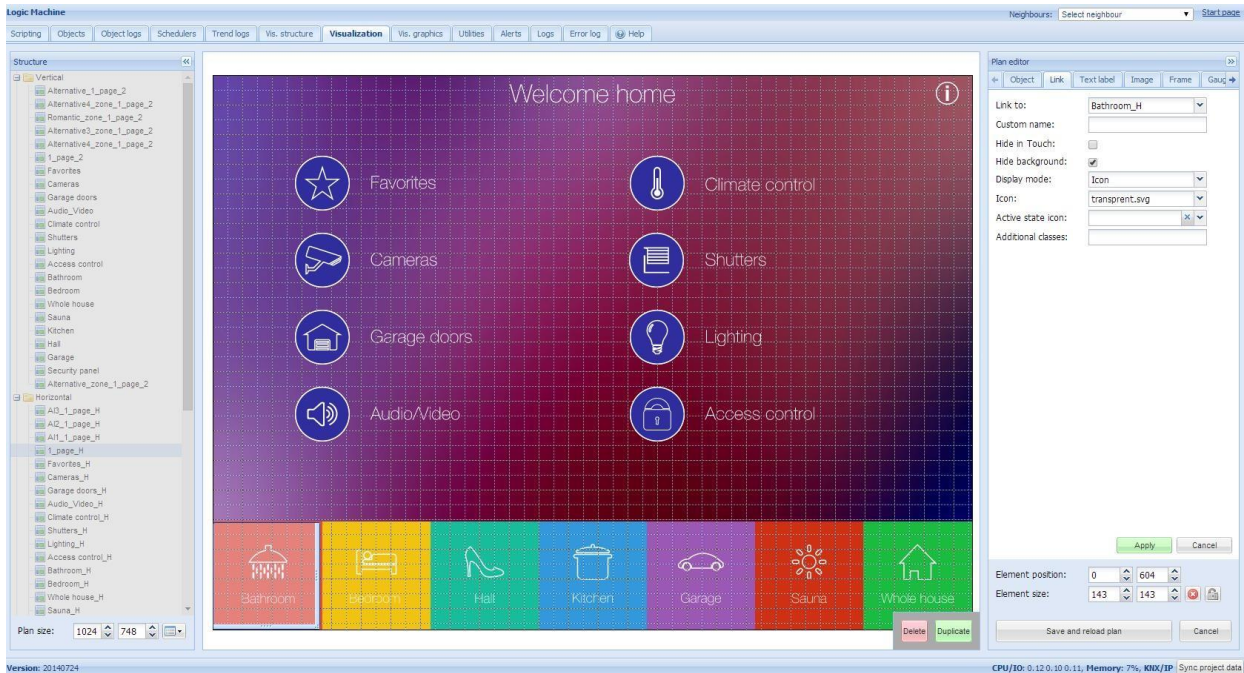 Logic Machine
Neighbours: Select neighbour Start page
Scripting Objects Object logs Schedulers Trend logs Vis. structure Visualization Vis. graphics Utilities Alerts Logs Error log Help
Structure
Vertical
Alternative_1_page_2
Alternative4_zone_1_page_2
Romantic_zone_1_page_2
Alternative3_zone_1_page_2
Alternative4_zone_1_page_2
1_page_2
Favorites
Cameras
Garage doors
Audio_Video
Climate control
Shutters
Lighting
Access control
Bathroom
Bedroom
Whole house
Sauna
Kitchen
Hall
Garage
Security panel
Alternative_zone_1_page_2
Horizontal
Al3_1_page_H
Al2_1_page_H
Al1_1_page_H
1_page_H
Favorites_H
Cameras_H
Garage doors_H
Audio_Video_H
Climate control_H
Shutters_H
Lighting_H
Access control_H
Bathroom_H
Bedroom_H
Whole house_H
Sauna_H
Plan size: 1024 748
Welcome home
Favorites Climate control
Cameras Shutters
Garage doors Lighting
Audio/Video Access control
Bathroom Bedroom Hall Kitchen Garage Sauna Whole house
Delete Duplicate
Plan editor
Object Link Text label Image Frame Gaug
Link to: Bathroom_H
Custom name:
Hide in Touch:
Hide background:
Display mode: Icon
Icon: transprent.svg
Active state icon:
Additional classes:
Apply Cancel
Element position: 0 604
Element size: 143 143
Save and reload plan Cancel
Version: 20140724
CPU/IO: 0.12 0.10 0.11, Memory: 7%, KNX/IP Sync project data